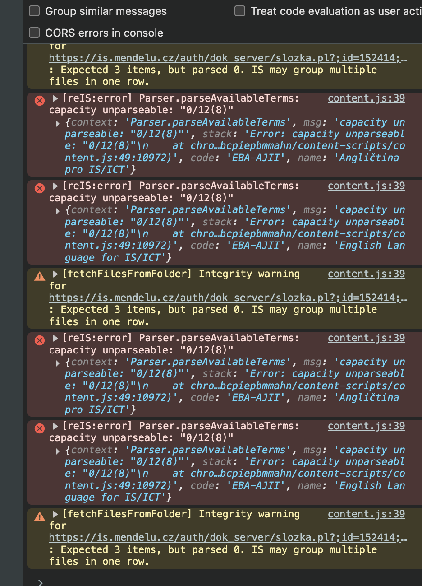 Group similar messages
Treat code evaluation as user acti
CORS errors in console
for
https://is.mendelu.cz/auth/dok_server/slozka.pl?;id=152414;…
: Expected 3 items, but parsed 0. IS may group multiple
files in one row.
[reIS:error] Parser.parseAvailableTerms: content.js:39
capacity unparseable: "0/12(8)"
{context: 'Parser.parseAvailableTerms', msg: 'capacity un
parseable: "0/12(8)"', stack: 'Error: capacity unparseabl
e: "0/12(8)"\n    at chro…bcpiepbmmahn/content-scripts/co
ntent.js:49:10972)', code: 'EBA-AJII', name: 'Angličtina
pro IS/ICT'}
[reIS:error] Parser.parseAvailableTerms: content.js:39
capacity unparseable: "0/12(8)"
{context: 'Parser.parseAvailableTerms', msg: 'capacity un
parseable: "0/12(8)"', stack: 'Error: capacity unparseabl
e: "0/12(8)"\n    at chro…bcpiepbmmahn/content-scripts/co
ntent.js:49:10972)', code: 'EBA-AJII', name: 'English Lan
guage for IS/ICT'}
[fetchFilesFromFolder] Integrity warning content.js:39
for
https://is.mendelu.cz/auth/dok_server/slozka.pl?;id=152414;…
: Expected 3 items, but parsed 0. IS may group multiple
files in one row.
[reIS:error] Parser.parseAvailableTerms: content.js:39
capacity unparseable: "0/12(8)"
{context: 'Parser.parseAvailableTerms', msg: 'capacity un
parseable: "0/12(8)"', stack: 'Error: capacity unparseabl
e: "0/12(8)"\n    at chro…bcpiepbmmahn/content-scripts/co
ntent.js:49:10972)', code: 'EBA-AJII', name: 'Angličtina
pro IS/ICT'}
[reIS:error] Parser.parseAvailableTerms: content.js:39
capacity unparseable: "0/12(8)"
{context: 'Parser.parseAvailableTerms', msg: 'capacity un
parseable: "0/12(8)"', stack: 'Error: capacity unparseabl
e: "0/12(8)"\n    at chro…bcpiepbmmahn/content-scripts/co
ntent.js:49:10972)', code: 'EBA-AJII', name: 'English Lan
guage for IS/ICT'}
[fetchFilesFromFolder] Integrity warning content.js:39
for
https://is.mendelu.cz/auth/dok_server/slozka.pl?;id=152414;…
: Expected 3 items, but parsed 0. IS may group multiple
files in one row.